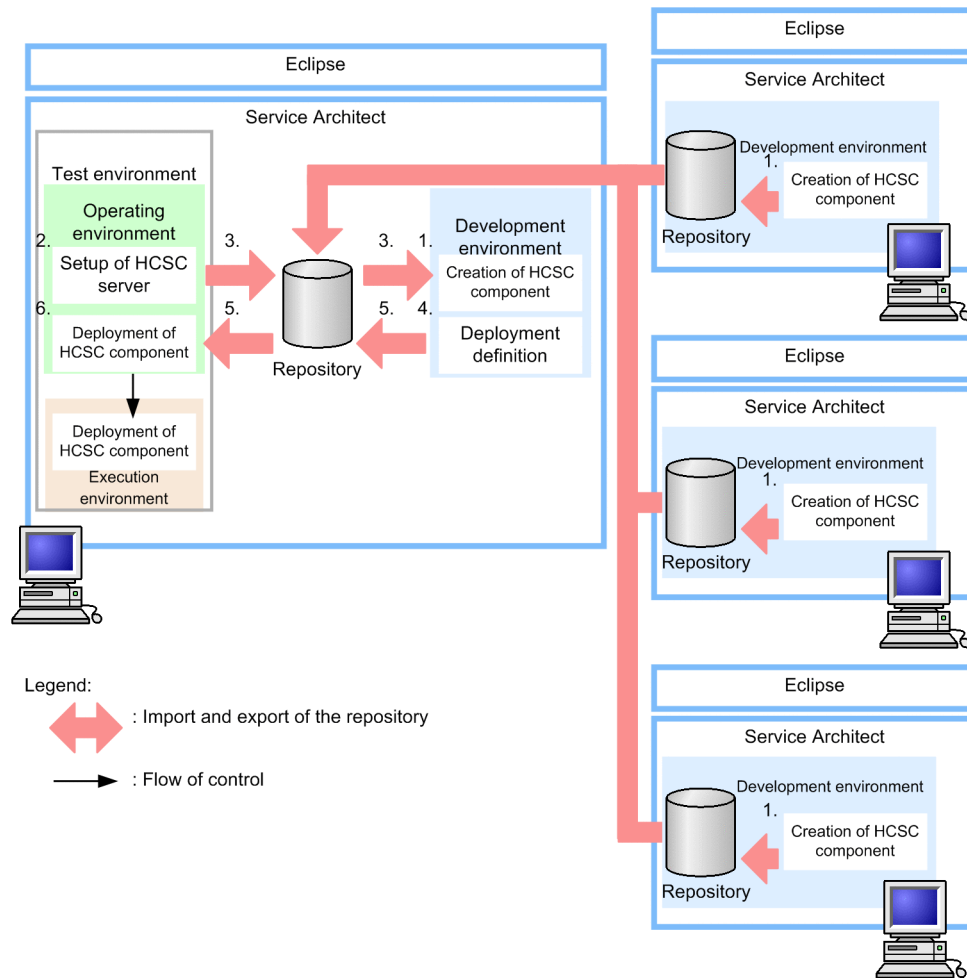 Eclipse
Service Architect
Test environment
Operating
environment
2.
Setup of HCSC
server
3.
6.
Deployment of
HCSC component
5.
Deployment of
HCSC component
Execution
environment
Repository
3.
1.
Development
environment
Creation of HCSC
component
5.
4.
Deployment
definition
Eclipse
Service Architect
Development environment
1.
Creation of HCSC
component
Repository
Eclipse
Service Architect
Development environment
1.
Creation of HCSC
component
Repository
Eclipse
Service Architect
Development environment
1.
Creation of HCSC
component
Repository
Legend:
: Import and export of the repository
: Flow of control